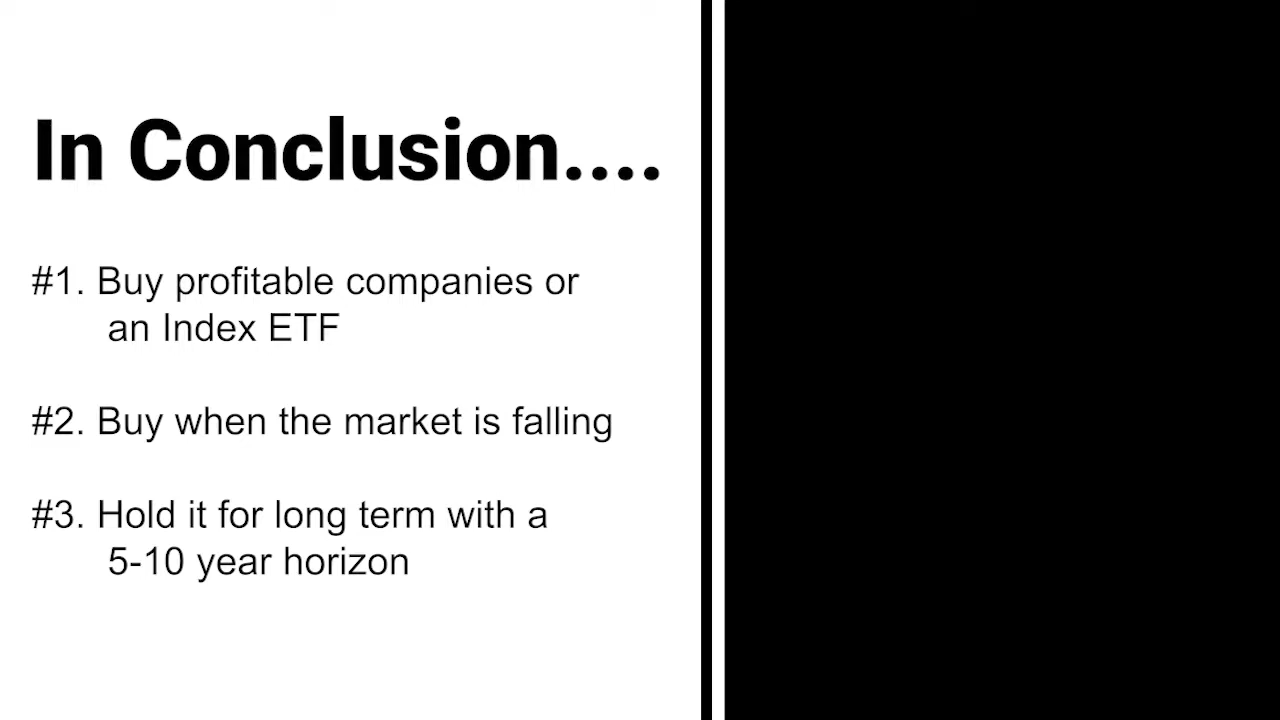 In Conclusion....
#1. Buy profitable companies or
an Index ETF
#2. Buy when the market is falling
#3. Hold it for long term with a
5-10 year horizon